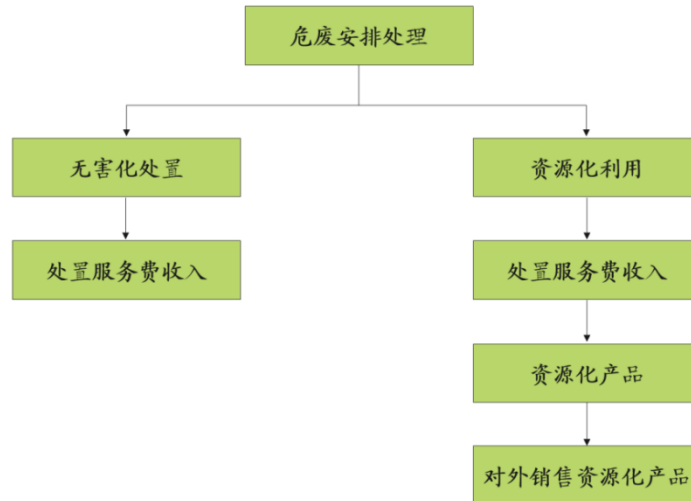 危废安排处理
无害化处置
资源化利用
处置服务费收入
处置服务费收入
资源化产品
对外销售资源化产品